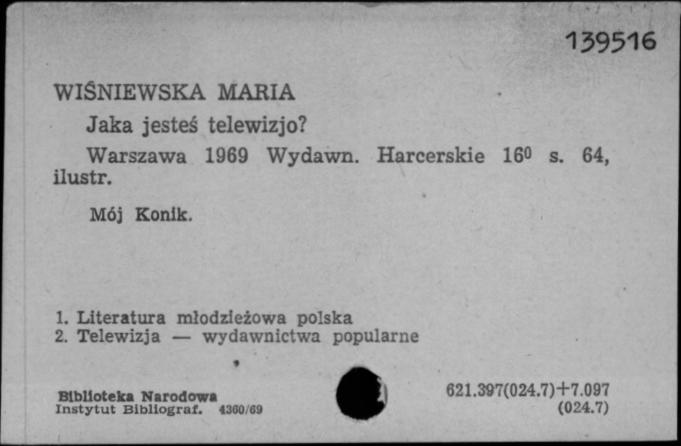 139516
WIŚNIEWSKA MARIA
Jaka jesteś telewizjo?
Warszawa 1969 Wydawn. Harcerskie 16⁰ s. 64,
ilustr.
Mój Konik.
1. Literatura młodzieżowa polska
2. Telewizja — wydawnictwa popularne
Biblioteka Narodowa
Instytut Bibliograf. 4360/69
621.397(024.7)+7.097
(024.7)